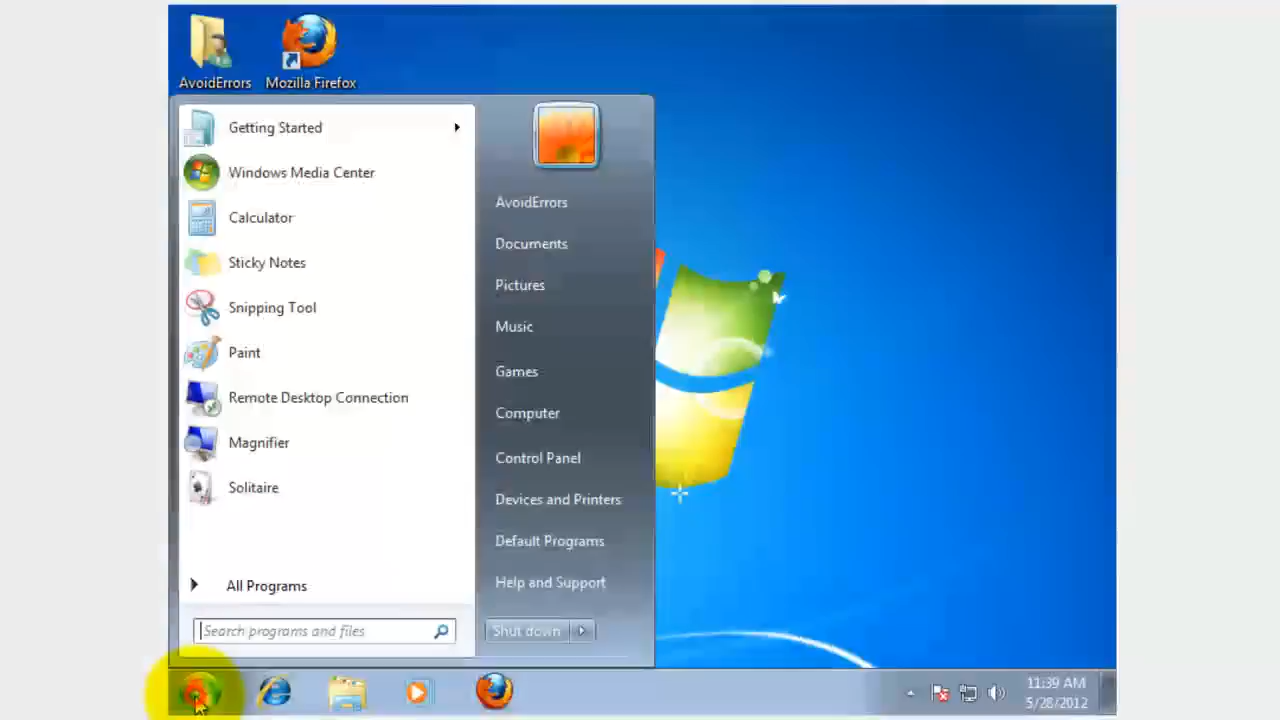 AvoidErrors
Mozilla Firefox
Getting Started
Windows Media Center
Calculator
Sticky Notes
Snipping Tool
Paint
Remote Desktop Connection
Magnifier
Solitaire
All Programs
Search programs and files
AvoidErrors
Documents
Pictures
Music
Games
Computer
Control Panel
Devices and Printers
Default Programs
Help and Support
Shut down
11:39 AM
5/28/2012